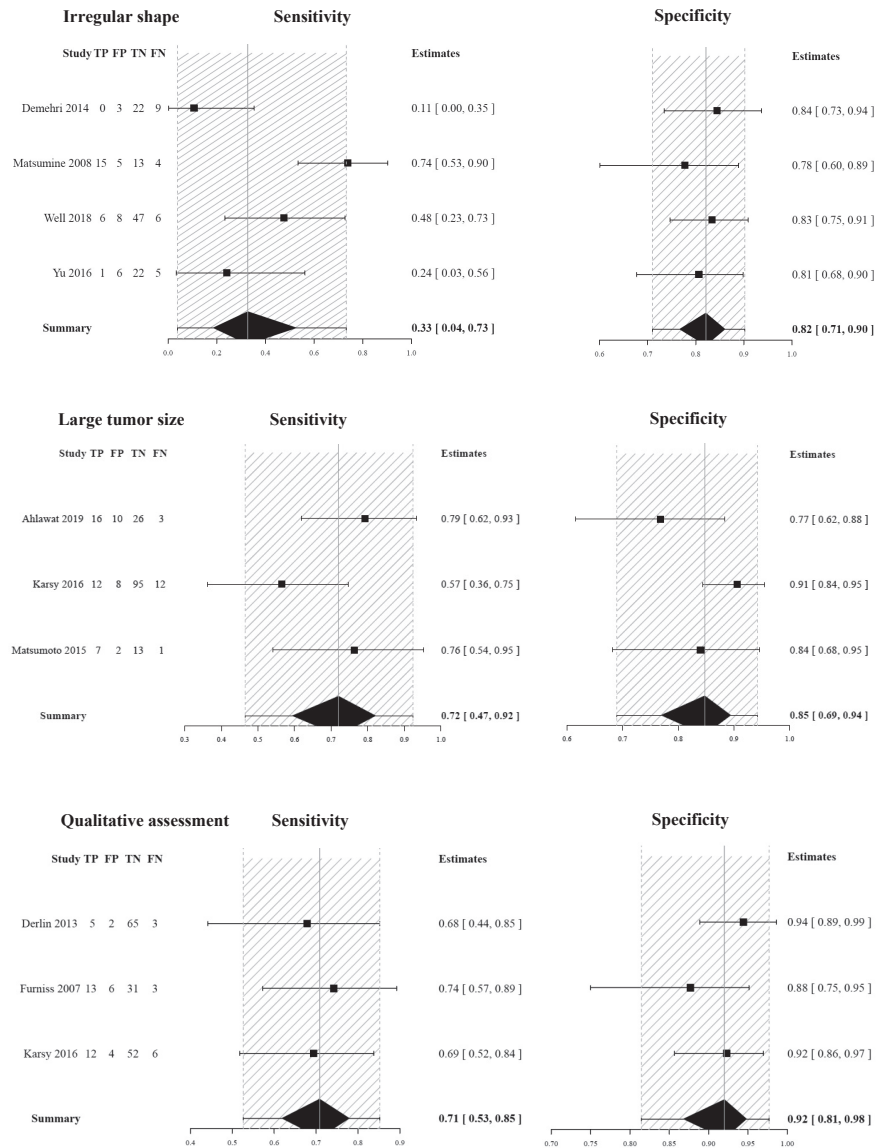 Irregular shape Sensitivity Specificity
Study TP FP TN FN Estimates Estimates
Demehri 2014 0 3 22 9 0.11 [ 0.00, 0.35 ] 0.84 [ 0.73, 0.94 ]
Matsumine 2008 15 5 13 4 0.74 [ 0.53, 0.90 ] 0.78 [ 0.60, 0.89 ]
Well 2018 6 8 47 6 0.48 [ 0.23, 0.73 ] 0.83 [ 0.75, 0.91 ]
Yu 2016 1 6 22 5 0.24 [ 0.03, 0.56 ] 0.81 [ 0.68, 0.90 ]
Summary 0.33 [ 0.04, 0.73 ] 0.82 [ 0.71, 0.90 ]
0.0 0.2 0.4 0.6 0.8 1.0 0.6 0.7 0.8 0.9 1.0
Large tumor size Sensitivity Specificity
Study TP FP TN FN Estimates Estimates
Ahlawat 2019 16 10 26 3 0.79 [ 0.62, 0.93 ] 0.77 [ 0.62, 0.88 ]
Karsy 2016 12 8 95 12 0.57 [ 0.36, 0.75 ] 0.91 [ 0.84, 0.95 ]
Matsumoto 2015 7 2 13 1 0.76 [ 0.54, 0.95 ] 0.84 [ 0.68, 0.95 ]
Summary 0.72 [ 0.47, 0.92 ] 0.85 [ 0.69, 0.94 ]
0.3 0.4 0.5 0.6 0.7 0.8 0.9 1.0 0.6 0.7 0.8 0.9 1.0
Qualitative assessment Sensitivity Specificity
Study TP FP TN FN Estimates Estimates
Derlin 2013 5 2 65 3 0.68 [ 0.44, 0.85 ] 0.94 [ 0.89, 0.99 ]
Furniss 2007 13 6 31 3 0.74 [ 0.57, 0.89 ] 0.88 [ 0.75, 0.95 ]
Karsy 2016 12 4 52 6 0.69 [ 0.52, 0.84 ] 0.92 [ 0.86, 0.97 ]
Summary 0.71 [ 0.53, 0.85 ] 0.92 [ 0.81, 0.98 ]
0.4 0.5 0.6 0.7 0.8 0.9 0.70 0.75 0.80 0.85 0.90 0.95 1.00